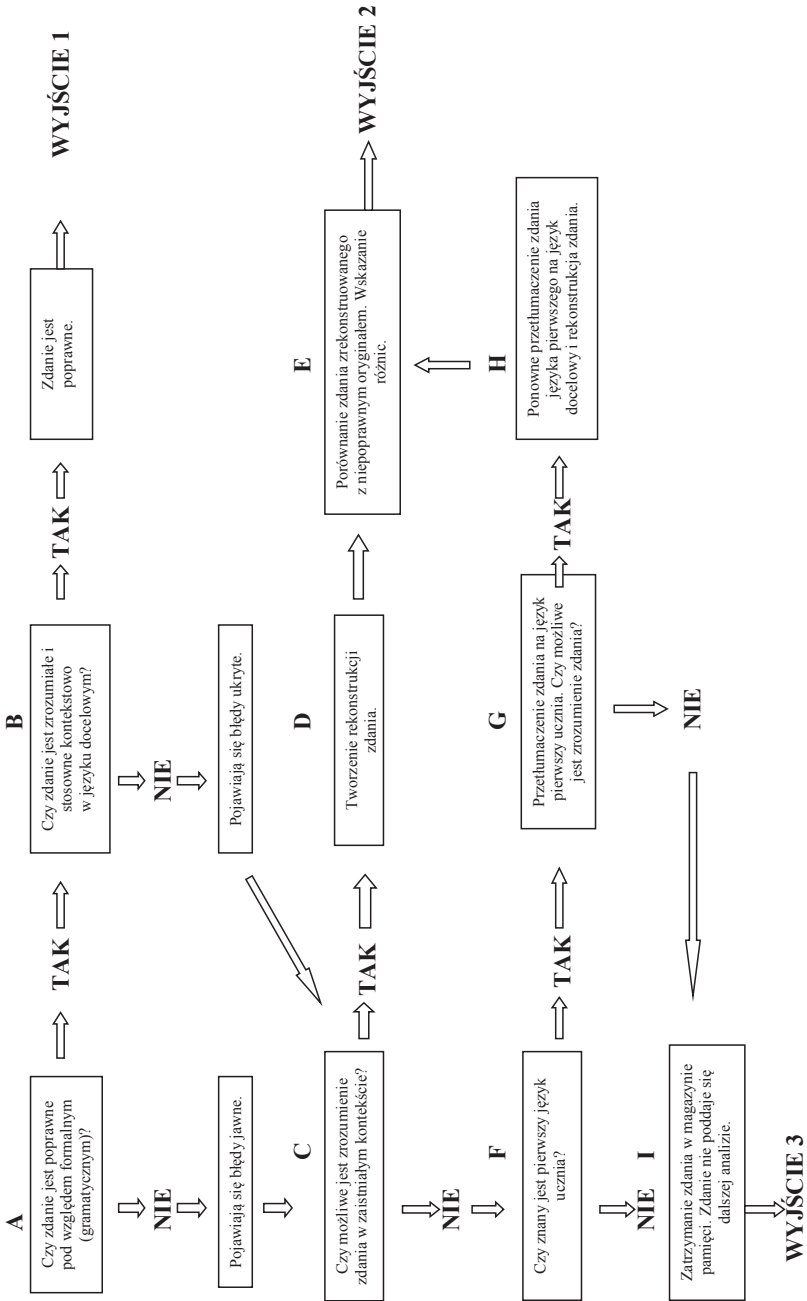 A
Czy zdanie jest poprawne
pod względem formalnym
(gramatycznym)?
TAK
B
Czy zdanie jest zrozumiałe i
stosowne kontekstowo
w języku docelowym?
TAK
Zdanie jest
poprawne.
WYJŚCIE 1
NIE
Pojawiają się błędy jawne.
NIE
Pojawiają się błędy ukryte.
C
Czy możliwe jest zrozumienie
zdania w zaistniałym kontekście?
TAK
D
Tworzenie rekonstrukcji
zdania.
E
Porównanie zdania zrekonstruowanego
z niepoprawnym oryginałem. Wskazanie
różnic.
WYJŚCIE 2
NIE
F
Czy znany jest pierwszy język
ucznia?
TAK
G
Przetłumaczenie zdania na język
pierwszy ucznia. Czy możliwe
jest zrozumienie zdania?
TAK
H
Ponowne przetłumaczenie zdania
języka pierwszego na język
docelowy i rekonstrukcja zdania.
NIE
NIE
I
Zatrzymanie zdania w magazynie
pamięci. Zdanie nie poddaje się
dalszej analizie.
WYJŚCIE 3